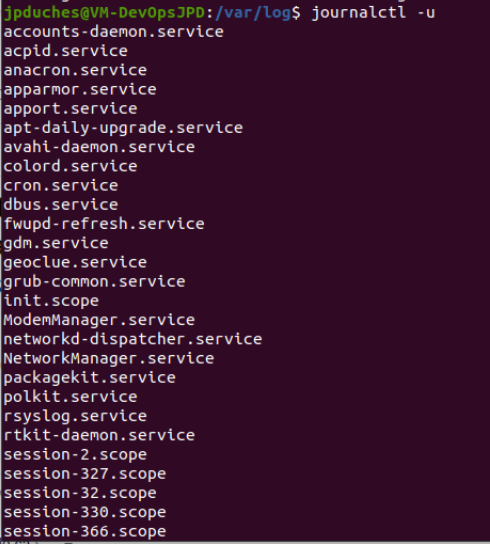 jpduches@VM-DevOpsJPD:/var/log$ journalctl -u
accounts-daemon.service
acpid.service
anacron.service
apparmor.service
apport.service
apt-daily-upgrade.service
avahi-daemon.service
colord.service
cron.service
dbus.service
fwupd-refresh.service
gdm.service
geoclue.service
grub-common.service
init.scope
ModemManager.service
networkd-dispatcher.service
NetworkManager.service
packagekit.service
polkit.service
rsyslog.service
rtkit-daemon.service
session-2.scope
session-327.scope
session-32.scope
session-330.scope
session-366.scope